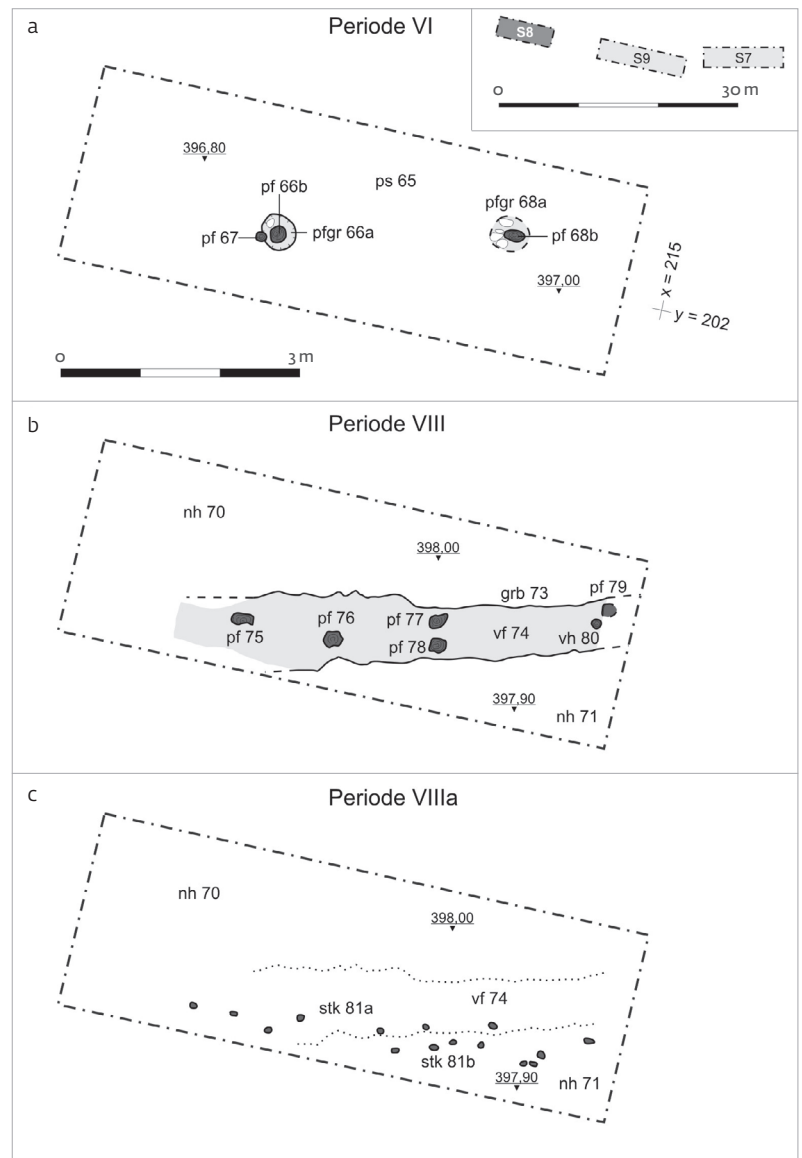 a
Periode VI
S8
S9
S7
0
30 m
396,80
pf 66b
ps 65
pfgr 68a
pf 67
pfgr 66a
pf 68b
397,00
x = 215
y = 202
0
3 m
b
Periode VIII
nh 70
398,00
grb 73
pf 79
pf 75
pf 76
pf 77
pf 78
vf 74
vh 80
397,90
nh 71
c
Periode VIIIa
nh 70
398,00
stk 81a
vf 74
stk 81b
397,90
nh 71